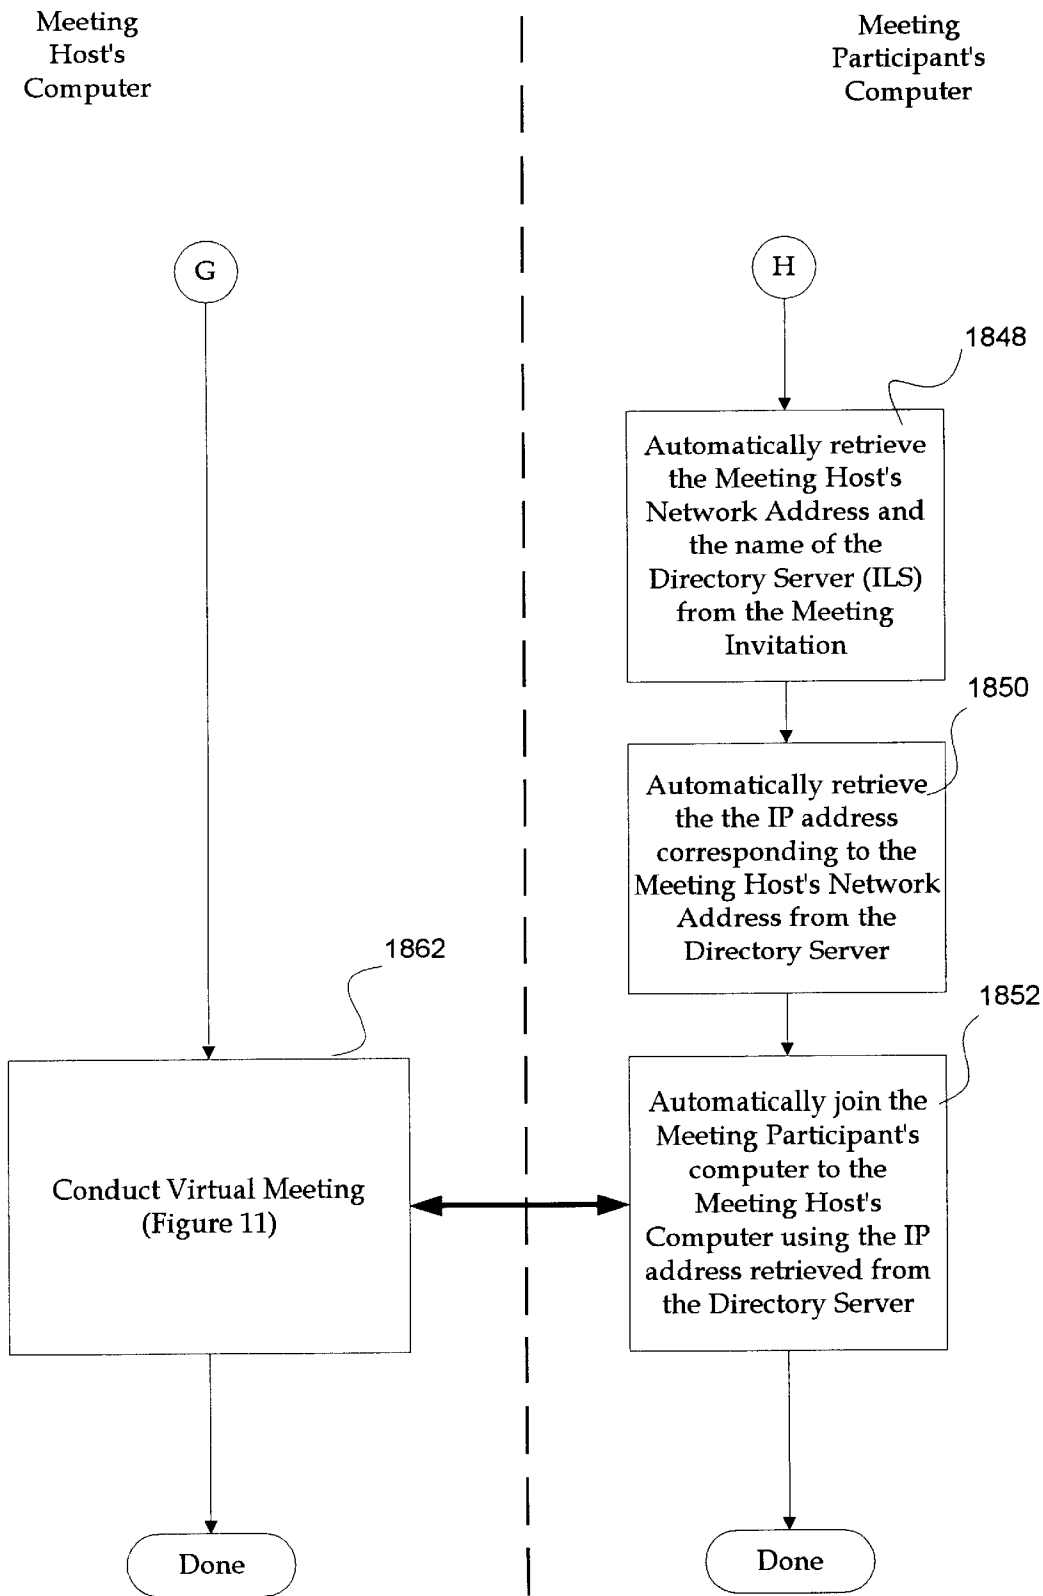 Meeting
Host's
Computer
Meeting
Participant's
Computer
G
H
1848
Automatically retrieve
the Meeting Host's
Network Address and
the name of the
Directory Server (ILS)
from the Meeting
Invitation
1850
Automatically retrieve
the the IP address
corresponding to the
Meeting Host's Network
Address from the
Directory Server
1862
Conduct Virtual Meeting
(Figure 11)
1852
Automatically join the
Meeting Participant's
computer to the
Meeting Host's
Computer using the IP
address retrieved from
the Directory Server
Done
Done